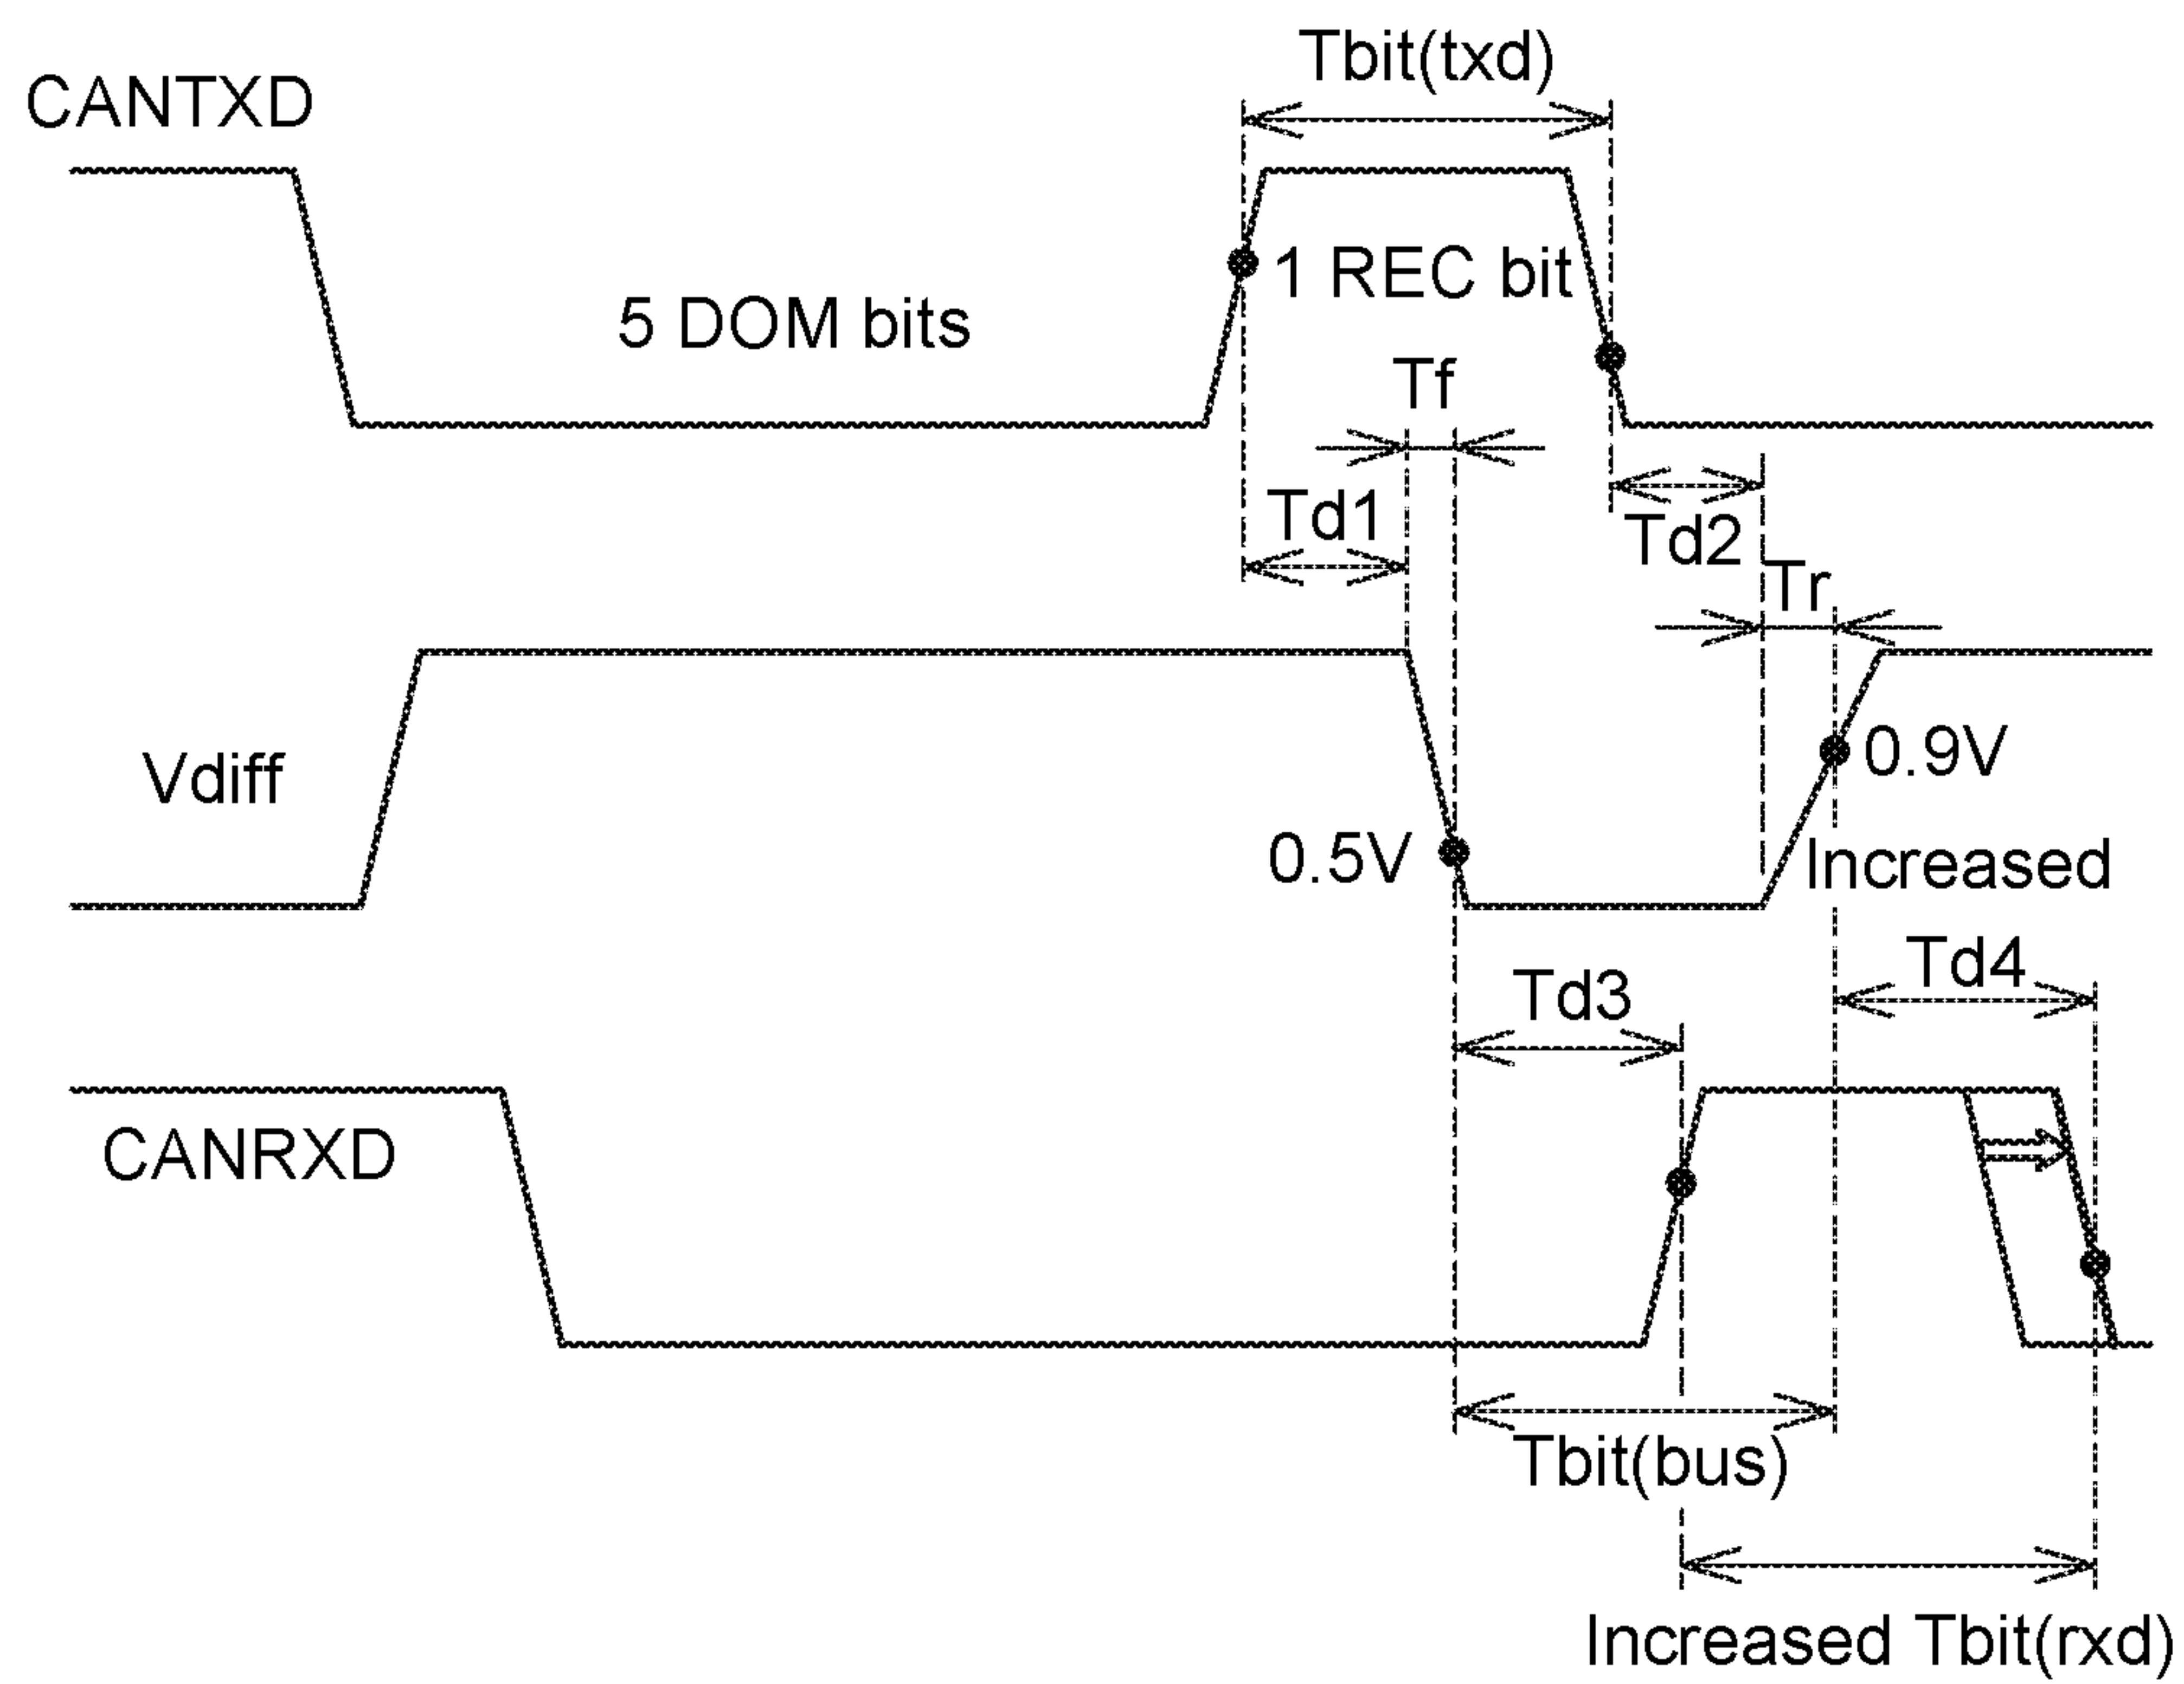 Tbit(txd)
CANTXD
1 REC bit
5 DOM bits
Tf
Td1
Td2
Tr
Vdiff
0.9V
0.5V
Increased
Td4
Td3
CANRXD
Tbit(bus)
Increased Tbit(rxd)